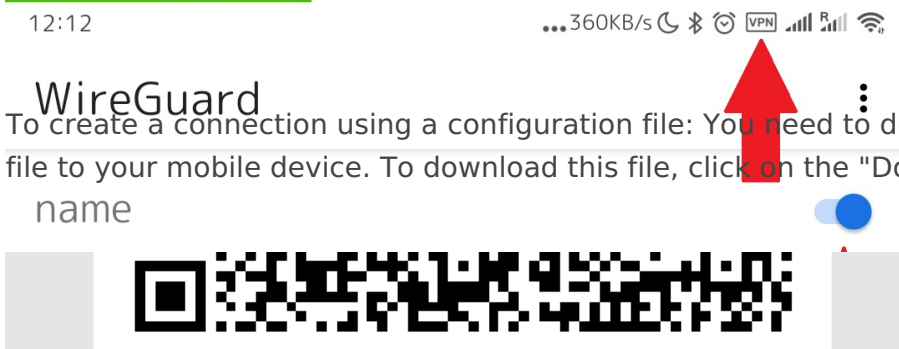 12:12 ...360KB/s VPN R
WireGuard
To create a connection using a configuration file: You need to d
file to your mobile device. To download this file, click on the "Do
name